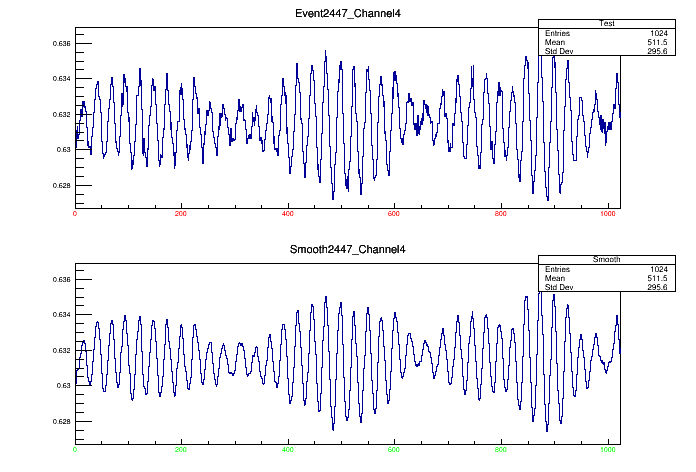 Event2447_Channel4
Test
Entries 1024
Mean 511.5
Std Dev 295.6
0.636
0.634
0.632
0.63
0.628
0 200 400 600 800 1000
Smooth2447_Channel4
Smooth
Entries 1024
Mean 511.5
Std Dev 295.6
0.636
0.634
0.632
0.63
0.628
0 200 400 600 800 1000